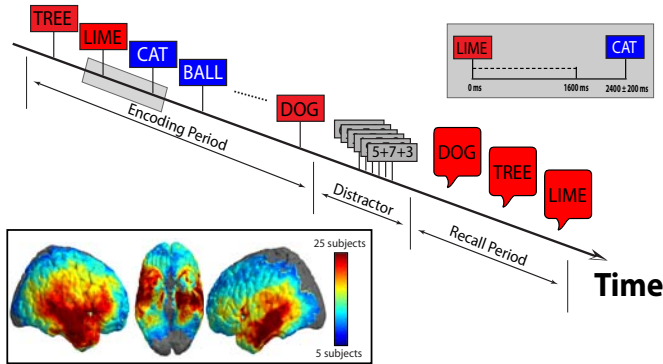 TREE
LIME
CAT
BALL
DOG
Encoding Period
5+7+3
Distractor
DOG
TREE
LIME
Recall Period
Time
LIME
CAT
0 ms
1600 ms
2400 ± 200 ms
25 subjects
5 subjects